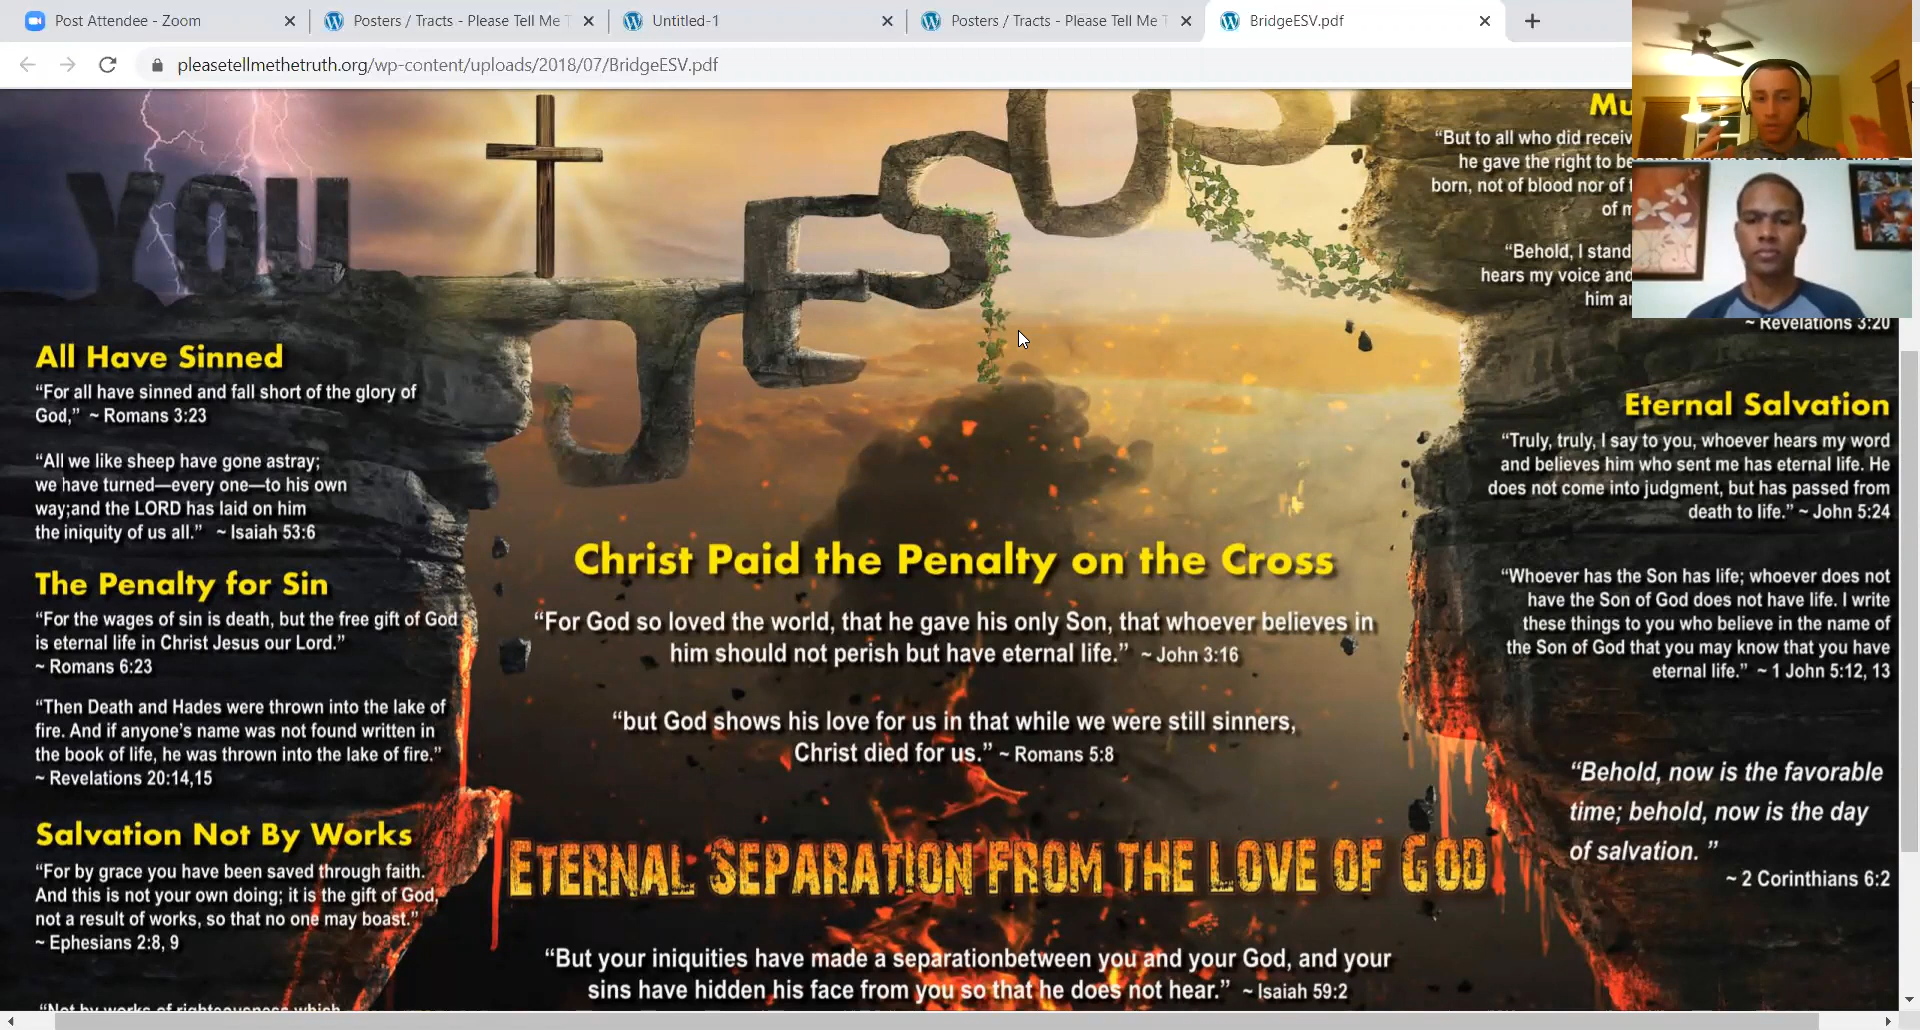 Post Attendee - Zoom
Posters / Tracts - Please Tell Me T
Untitled-1
Posters / Tracts - Please Tell Me T
BridgeESV.pdf
pleasetellmethetruth.org/wp-content/uploads/2018/07/BridgeESV.pdf
YOU
JESUS
All Have Sinned
“For all have sinned and fall short of the glory of
God,” ~ Romans 3:23
“All we like sheep have gone astray;
we have turned—every one—to his own
way;and the LORD has laid on him
the iniquity of us all.” ~ Isaiah 53:6
The Penalty for Sin
“For the wages of sin is death, but the free gift of God
is eternal life in Christ Jesus our Lord.”
~ Romans 6:23
“Then Death and Hades were thrown into the lake of
fire. And if anyone’s name was not found written in
the book of life, he was thrown into the lake of fire.”
~ Revelations 20:14,15
Salvation Not By Works
“For by grace you have been saved through faith.
And this is not your own doing; it is the gift of God,
not a result of works, so that no one may boast.”
~ Ephesians 2:8, 9
“Not by works of righteousness which
Christ Paid the Penalty on the Cross
“For God so loved the world, that he gave his only Son, that whoever believes in
him should not perish but have eternal life.” ~ John 3:16
“but God shows his love for us in that while we were still sinners,
Christ died for us.” ~ Romans 5:8
ETERNAL SEPARATION FROM THE LOVE OF GOD
“But your iniquities have made a separationbetween you and your God, and your
sins have hidden his face from you so that he does not hear.” ~ Isaiah 59:2
Mu
“But to all who did receiv
he gave the right to become children of God, who were
born, not of blood nor of t
of m
“Behold, I stand
hears my voice and
him a
~ Revelations 3:20
Eternal Salvation
“Truly, truly, I say to you, whoever hears my word
and believes him who sent me has eternal life. He
does not come into judgment, but has passed from
death to life.” ~ John 5:24
“Whoever has the Son has life; whoever does not
have the Son of God does not have life. I write
these things to you who believe in the name of
the Son of God that you may know that you have
eternal life.” ~ 1 John 5:12, 13
“Behold, now is the favorable
time; behold, now is the day
of salvation. ”
~ 2 Corinthians 6:2